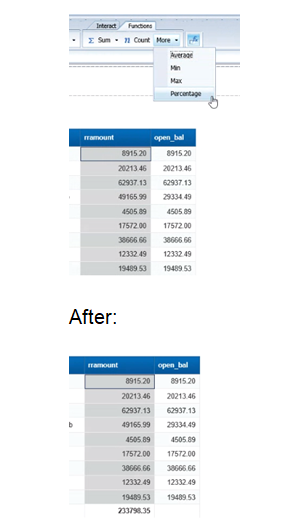 Interact Functions
Σ Sum n Count More
Average
Min
Max
Percentage
rramount open_bal
8915.20 8915.20
20213.46 20213.46
62937.13 62937.13
49165.99 29334.49
4505.89 4505.89
17572.00 17572.00
38666.66 38666.66
12332.49 12332.49
19489.53 19489.53
After:
rramount open_bal
8915.20 8915.20
20213.46 20213.46
62937.13 62937.13
b 49165.99 29334.49
4505.89 4505.89
17572.00 17572.00
38666.66 38666.66
12332.49 12332.49
19489.53 19489.53
233798.35